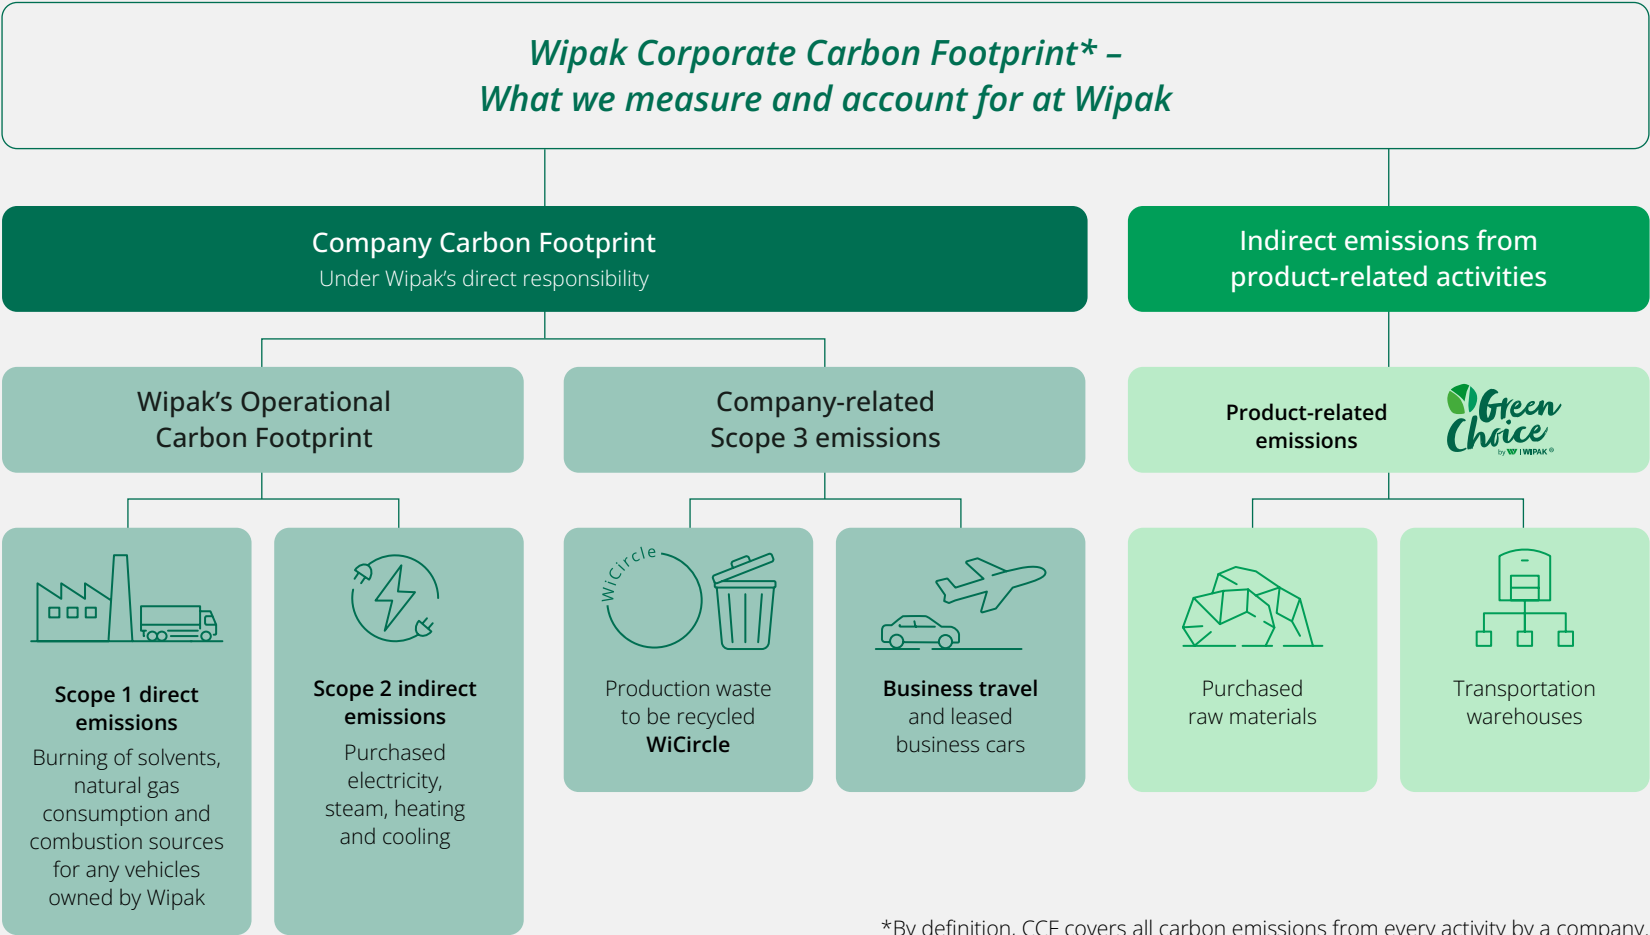 Wipak Corporate Carbon Footprint* –
What we measure and account for at Wipak
Company Carbon Footprint
Under Wipak’s direct responsibility
Indirect emissions from
product-related activities
Wipak’s Operational
Carbon Footprint
Company-related
Scope 3 emissions
Product-related
emissions
Green
Choice
by W | WIPAK ®
Scope 1 direct
emissions
Burning of solvents,
natural gas
consumption and
combustion sources
for any vehicles
owned by Wipak
Scope 2 indirect
emissions
Purchased
electricity,
steam, heating
and cooling
WiCircle
Production waste
to be recycled
WiCircle
Business travel
and leased
business cars
Purchased
raw materials
Transportation
warehouses
*By definition, CCF covers all carbon emissions from every activity by a company.